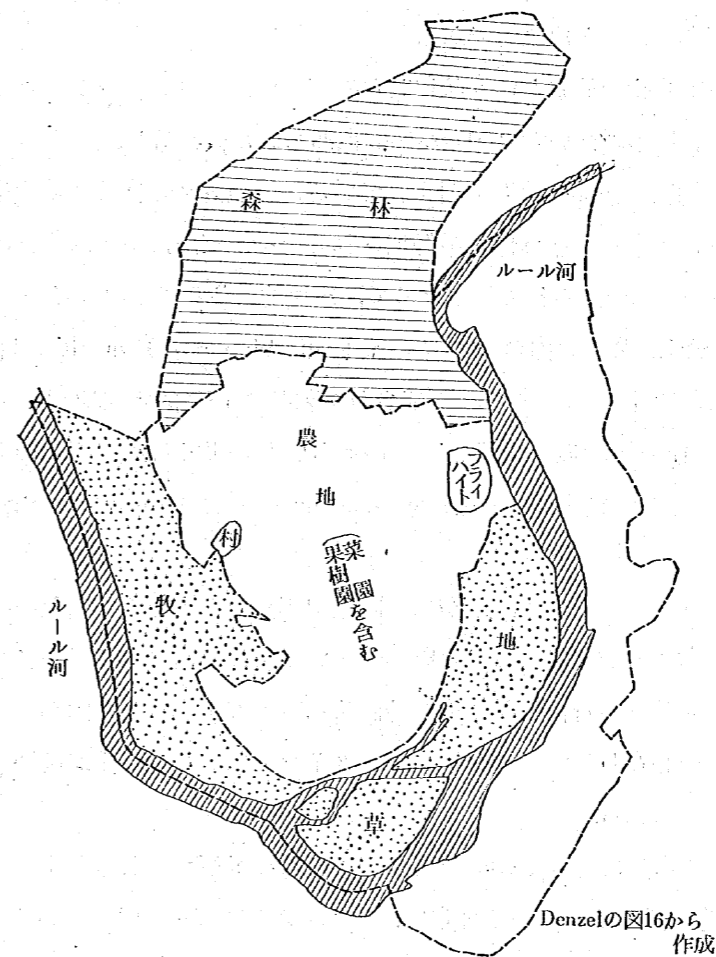 森林
ルール河
農地
フライハイト
村
菜園
果樹園を含む
牧草地
ルール河
Denzelの図16から
作成